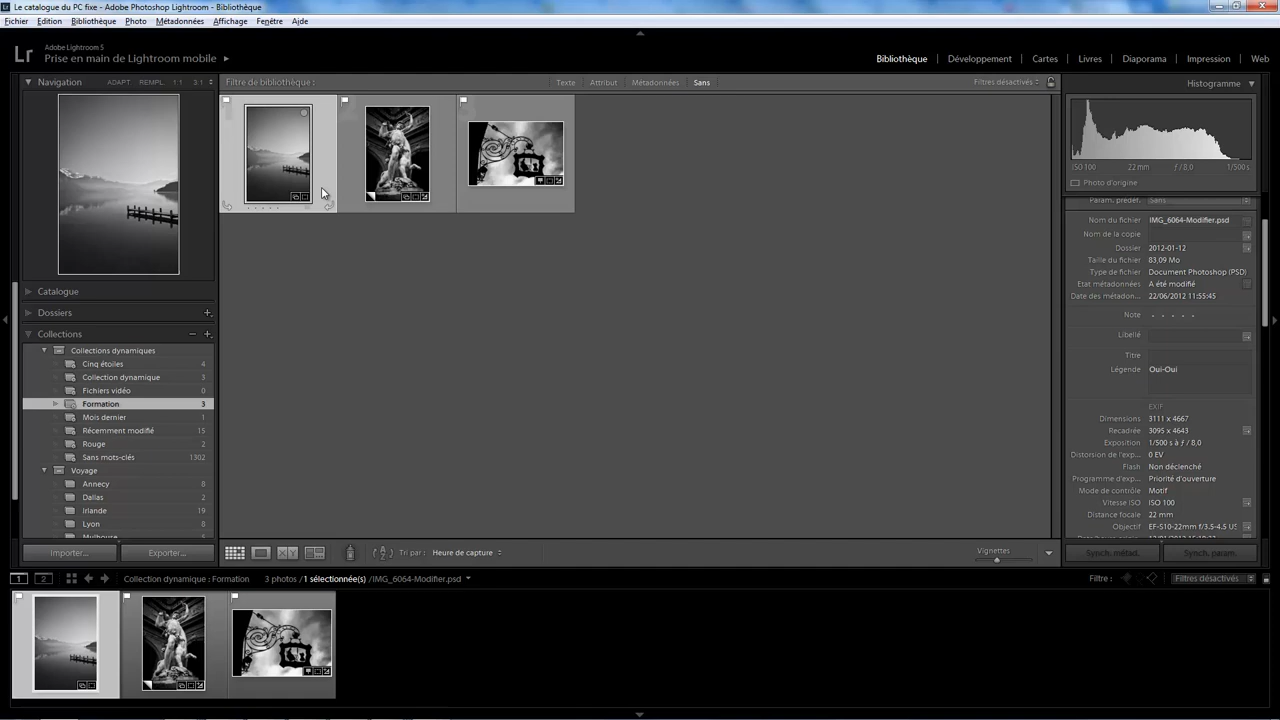 Le catalogue du PC fixe - Adobe Photoshop Lightroom - Bibliothèque
Fichier Edition Bibliothèque Photo Métadonnées Affichage Fenêtre Aide
Adobe Lightroom 5
Lr Prise en main de Lightroom mobile
Bibliothèque Développement Cartes Livres Diaporama Impression Web
Navigation ADAPT. REMPL. 1:1 3:1
Filtre de bibliothèque : Texte Attribut Métadonnées Sans Filtres désactivés
Histogramme
ISO 100 22 mm ƒ / 8,0 1/500 s
Photo d'origine
Param. prédéf. Sans
Nom du fichier IMG_6064-Modifier.psd
Nom de la copie
Dossier 2012-01-12
Taille du fichier 83,09 Mo
Type de fichier Document Photoshop (PSD)
Etat métadonnées A été modifié
Date des métadon... 22/06/2012 11:55:45
Note
Libellé
Titre
Légende Oui-Oui
EXIF
Dimensions 3111 x 4667
Recadrée 3095 x 4643
Exposition 1/500 s à ƒ / 8,0
Distorsion de l'exp... 0 EV
Flash Non déclenché
Programme d'exp... Priorité d'ouverture
Mode de contrôle Motif
Vitesse ISO ISO 100
Distance focale 22 mm
Objectif EF-S10-22mm f/3.5-4.5 US
Catalogue
Dossiers
Collections
Collections dynamiques
Cinq étoiles 4
Collection dynamique 3
Fichiers vidéo 0
Formation 3
Mois dernier 1
Récemment modifié 15
Rouge 2
Sans mots-clés 1302
Voyage
Annecy 8
Dallas 2
Irlande 19
Lyon 8
Importer... Exporter...
Tri par : Heure de capture
Vignettes
Synch. métad. Synch. param.
1 2 Collection dynamique : Formation 3 photos / 1 sélectionnée(s) /IMG_6064-Modifier.psd
Filtre : Filtres désactivés